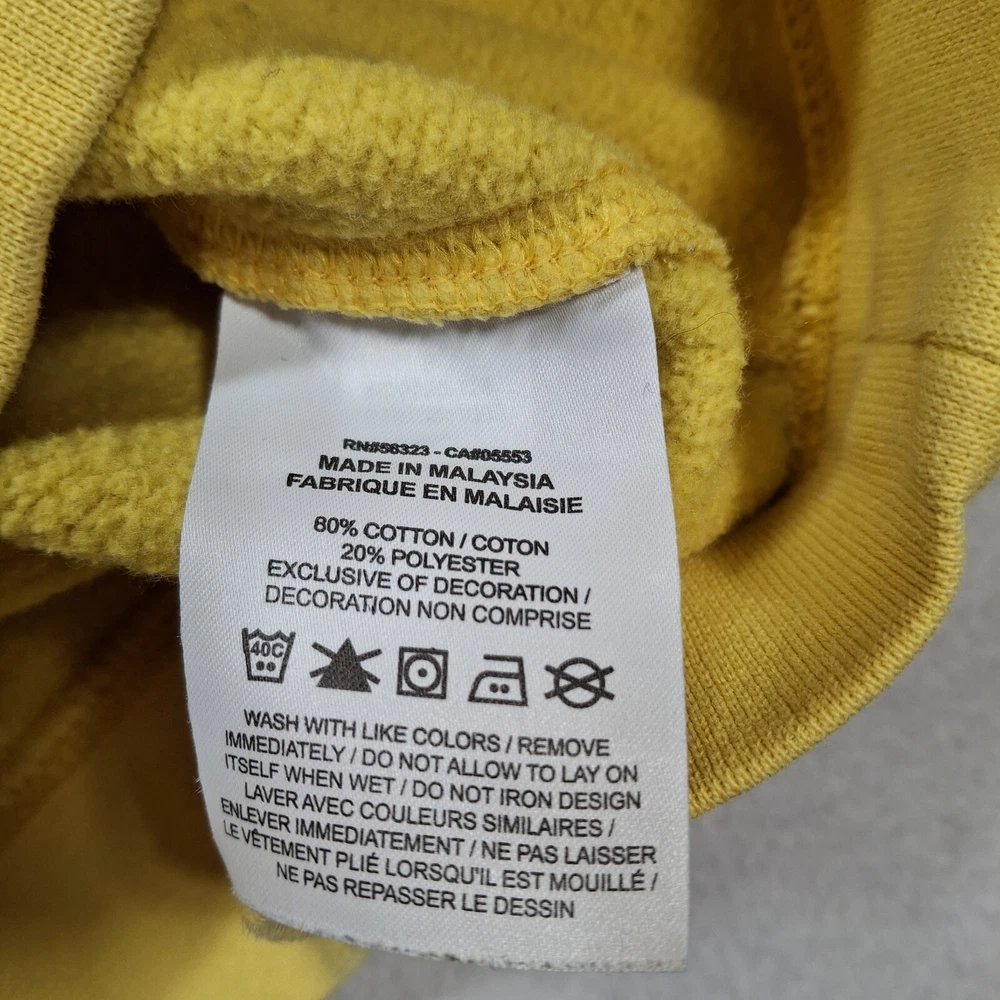 RN#56323 - CA#05553
MADE IN MALAYSIA
FABRIQUE EN MALAISIE
80% COTTON / COTON
20% POLYESTER
EXCLUSIVE OF DECORATION /
DECORATION NON COMPRISE
40C
WASH WITH LIKE COLORS / REMOVE
IMMEDIATELY / DO NOT ALLOW TO LAY ON
ITSELF WHEN WET / DO NOT IRON DESIGN
LAVER AVEC COULEURS SIMILAIRES /
ENLEVER IMMEDIATEMENT / NE PAS LAISSER
LE VÊTEMENT PLIÉ LORSQU'IL EST MOUILLÉ /
NE PAS REPASSER LE DESSIN